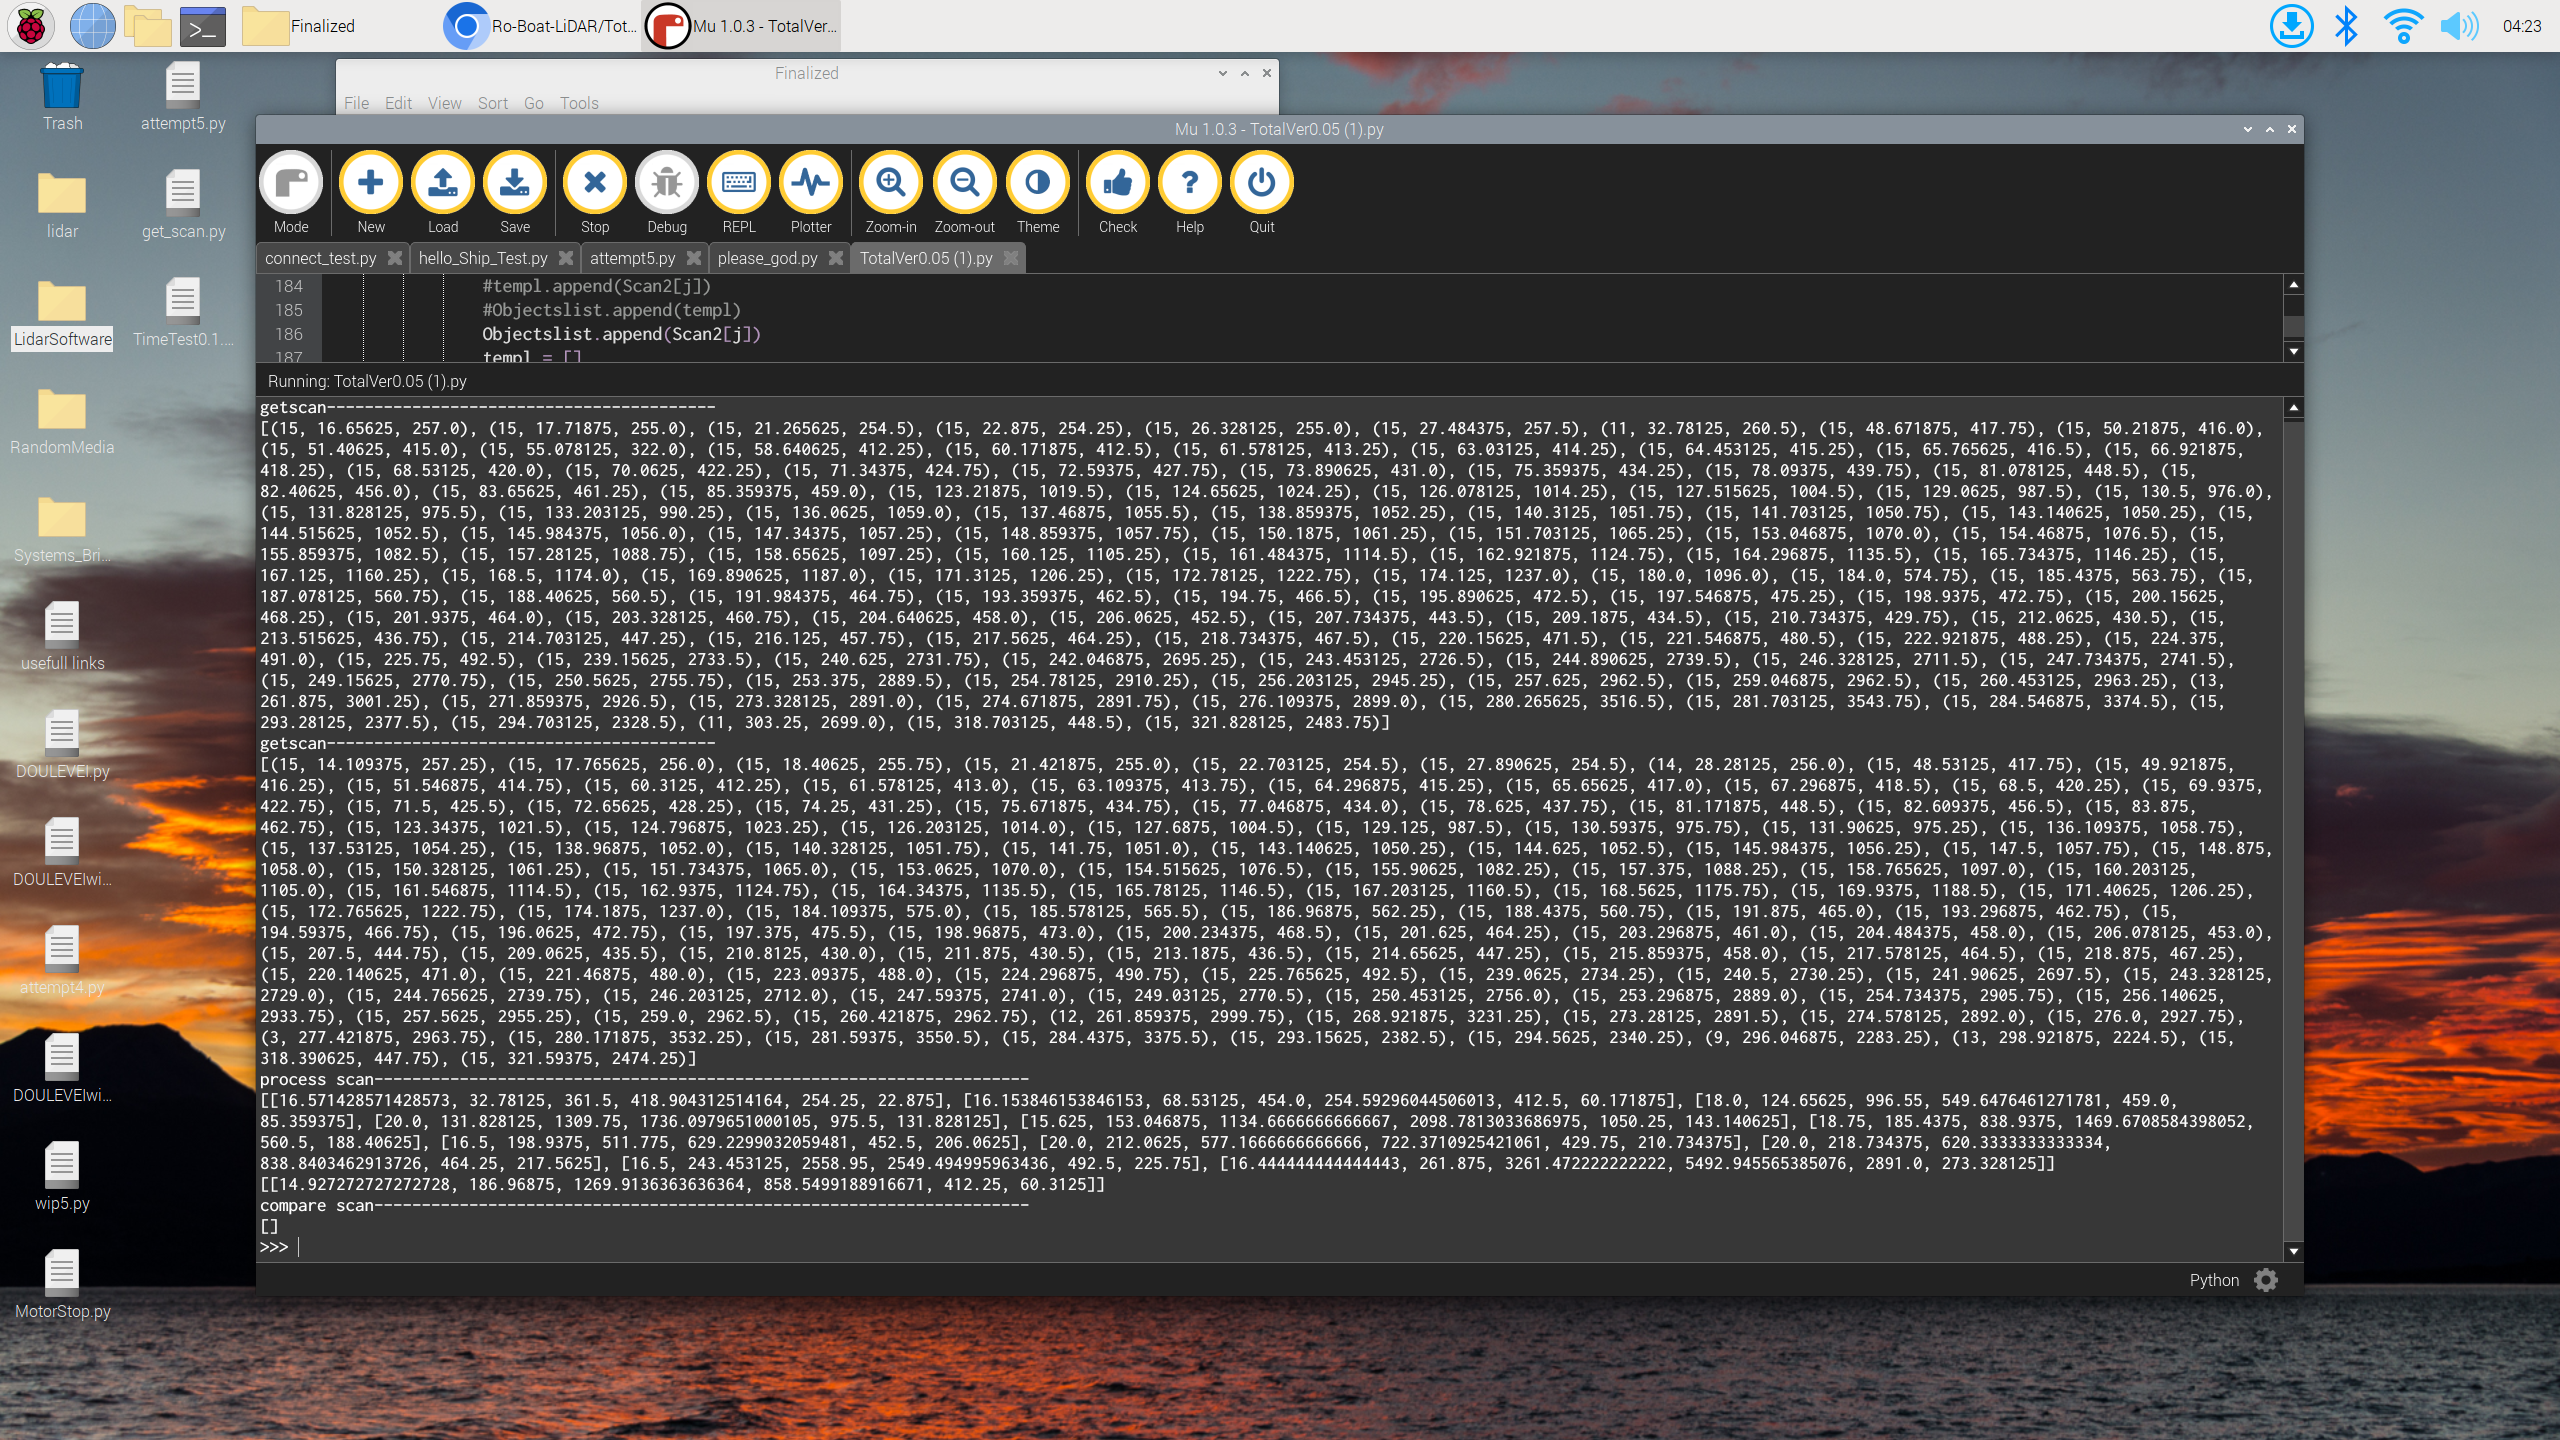 Finalized
Ro-Boat-LiDAR/Tot...
Mu 1.0.3 - TotalVer...
04:23
Trash
attempt5.py
lidar
get_scan.py
LidarSoftware
TimeTest0.1....
RandomMedia
Systems_Bri...
usefull links
DOULEVEI.py
DOULEVEIwi...
attempt4.py
DOULEVEIwi...
wip5.py
MotorStop.py
Finalized
File Edit View Sort Go Tools
Mu 1.0.3 - TotalVer0.05 (1).py
Mode New Load Save Stop Debug REPL Plotter Zoom-in Zoom-out Theme Check Help Quit
connect_test.py hello_Ship_Test.py attempt5.py please_god.py TotalVer0.05 (1).py
184 #templ.append(Scan2[j])
185 #Objectslist.append(templ)
186 Objectslist.append(Scan2[j])
187 templ = []
Running: TotalVer0.05 (1).py
getscan-----------------------------------------
[(15, 16.65625, 257.0), (15, 17.71875, 255.0), (15, 21.265625, 254.5), (15, 22.875, 254.25), (15, 26.328125, 255.0), (15, 27.484375, 257.5), (11, 32.78125, 260.5), (15, 48.671875, 417.75), (15, 50.21875, 416.0),
(15, 51.40625, 415.0), (15, 55.078125, 322.0), (15, 58.640625, 412.25), (15, 60.171875, 412.5), (15, 61.578125, 413.25), (15, 63.03125, 414.25), (15, 64.453125, 415.25), (15, 65.765625, 416.5), (15, 66.921875,
418.25), (15, 68.53125, 420.0), (15, 70.0625, 422.25), (15, 71.34375, 424.75), (15, 72.59375, 427.75), (15, 73.890625, 431.0), (15, 75.359375, 434.25), (15, 78.09375, 439.75), (15, 81.078125, 448.5), (15,
82.40625, 456.0), (15, 83.65625, 461.25), (15, 85.359375, 459.0), (15, 123.21875, 1019.5), (15, 124.65625, 1024.25), (15, 126.078125, 1014.25), (15, 127.515625, 1004.5), (15, 129.0625, 987.5), (15, 130.5, 976.0),
(15, 131.828125, 975.5), (15, 133.203125, 990.25), (15, 136.0625, 1059.0), (15, 137.46875, 1055.5), (15, 138.859375, 1052.25), (15, 140.3125, 1051.75), (15, 141.703125, 1050.75), (15, 143.140625, 1050.25), (15,
144.515625, 1052.5), (15, 145.984375, 1056.0), (15, 147.34375, 1057.25), (15, 148.859375, 1057.75), (15, 150.1875, 1061.25), (15, 151.703125, 1065.25), (15, 153.046875, 1070.0), (15, 154.46875, 1076.5), (15,
155.859375, 1082.5), (15, 157.28125, 1088.75), (15, 158.65625, 1097.25), (15, 160.125, 1105.25), (15, 161.484375, 1114.5), (15, 162.921875, 1124.75), (15, 164.296875, 1135.5), (15, 165.734375, 1146.25), (15,
167.125, 1160.25), (15, 168.5, 1174.0), (15, 169.890625, 1187.0), (15, 171.3125, 1206.25), (15, 172.78125, 1222.75), (15, 174.125, 1237.0), (15, 180.0, 1096.0), (15, 184.0, 574.75), (15, 185.4375, 563.75), (15,
187.078125, 560.75), (15, 188.40625, 560.5), (15, 191.984375, 464.75), (15, 193.359375, 462.5), (15, 194.75, 466.5), (15, 195.890625, 472.5), (15, 197.546875, 475.25), (15, 198.9375, 472.75), (15, 200.15625,
468.25), (15, 201.9375, 464.0), (15, 203.328125, 460.75), (15, 204.640625, 458.0), (15, 206.0625, 452.5), (15, 207.734375, 443.5), (15, 209.1875, 434.5), (15, 210.734375, 429.75), (15, 212.0625, 430.5), (15,
213.515625, 436.75), (15, 214.703125, 447.25), (15, 216.125, 457.75), (15, 217.5625, 464.25), (15, 218.734375, 467.5), (15, 220.15625, 471.5), (15, 221.546875, 480.5), (15, 222.921875, 488.25), (15, 224.375,
491.0), (15, 225.75, 492.5), (15, 239.15625, 2733.5), (15, 240.625, 2731.75), (15, 242.046875, 2695.25), (15, 243.453125, 2726.5), (15, 244.890625, 2739.5), (15, 246.328125, 2711.5), (15, 247.734375, 2741.5),
(15, 249.15625, 2770.75), (15, 250.5625, 2755.75), (15, 253.375, 2889.5), (15, 254.78125, 2910.25), (15, 256.203125, 2945.25), (15, 257.625, 2962.5), (15, 259.046875, 2962.5), (15, 260.453125, 2963.25), (13,
261.875, 3001.25), (15, 271.859375, 2926.5), (15, 273.328125, 2891.0), (15, 274.671875, 2891.75), (15, 276.109375, 2899.0), (15, 280.265625, 3516.5), (15, 281.703125, 3543.75), (15, 284.546875, 3374.5), (15,
293.28125, 2377.5), (15, 294.703125, 2328.5), (11, 303.25, 2699.0), (15, 318.703125, 448.5), (15, 321.828125, 2483.75)]
getscan-----------------------------------------
[(15, 14.109375, 257.25), (15, 17.765625, 256.0), (15, 18.40625, 255.75), (15, 21.421875, 255.0), (15, 22.703125, 254.5), (15, 27.890625, 254.5), (14, 28.28125, 256.0), (15, 48.53125, 417.75), (15, 49.921875,
416.25), (15, 51.546875, 414.75), (15, 60.3125, 412.25), (15, 61.578125, 413.0), (15, 63.109375, 413.75), (15, 64.296875, 415.25), (15, 65.65625, 417.0), (15, 67.296875, 418.5), (15, 68.5, 420.25), (15, 69.9375,
422.75), (15, 71.5, 425.5), (15, 72.65625, 428.25), (15, 74.25, 431.25), (15, 75.671875, 434.75), (15, 77.046875, 434.0), (15, 78.625, 437.75), (15, 81.171875, 448.5), (15, 82.609375, 456.5), (15, 83.875,
462.75), (15, 123.34375, 1021.5), (15, 124.796875, 1023.25), (15, 126.203125, 1014.0), (15, 127.6875, 1004.5), (15, 129.125, 987.5), (15, 130.59375, 975.75), (15, 131.90625, 975.25), (15, 136.109375, 1058.75),
(15, 137.53125, 1054.25), (15, 138.96875, 1052.0), (15, 140.328125, 1051.75), (15, 141.75, 1051.0), (15, 143.140625, 1050.25), (15, 144.625, 1052.5), (15, 145.984375, 1056.25), (15, 147.5, 1057.75), (15, 148.875,
1058.0), (15, 150.328125, 1061.25), (15, 151.734375, 1065.0), (15, 153.0625, 1070.0), (15, 154.515625, 1076.5), (15, 155.90625, 1082.25), (15, 157.375, 1088.25), (15, 158.765625, 1097.0), (15, 160.203125,
1105.0), (15, 161.546875, 1114.5), (15, 162.9375, 1124.75), (15, 164.34375, 1135.5), (15, 165.78125, 1146.5), (15, 167.203125, 1160.5), (15, 168.5625, 1175.75), (15, 169.9375, 1188.5), (15, 171.40625, 1206.25),
(15, 172.765625, 1222.75), (15, 174.1875, 1237.0), (15, 184.109375, 575.0), (15, 185.578125, 565.5), (15, 186.96875, 562.25), (15, 188.4375, 560.75), (15, 191.875, 465.0), (15, 193.296875, 462.75), (15,
194.59375, 466.75), (15, 196.0625, 472.75), (15, 197.375, 475.5), (15, 198.96875, 473.0), (15, 200.234375, 468.5), (15, 201.625, 464.25), (15, 203.296875, 461.0), (15, 204.484375, 458.0), (15, 206.078125, 453.0),
(15, 207.5, 444.75), (15, 209.0625, 435.5), (15, 210.8125, 430.0), (15, 211.875, 430.5), (15, 213.1875, 436.5), (15, 214.65625, 447.25), (15, 215.859375, 458.0), (15, 217.578125, 464.5), (15, 218.875, 467.25),
(15, 220.140625, 471.0), (15, 221.46875, 480.0), (15, 223.09375, 488.0), (15, 224.296875, 490.75), (15, 225.765625, 492.5), (15, 239.0625, 2734.25), (15, 240.5, 2730.25), (15, 241.90625, 2697.5), (15, 243.328125,
2729.0), (15, 244.765625, 2739.75), (15, 246.203125, 2712.0), (15, 247.59375, 2741.0), (15, 249.03125, 2770.5), (15, 250.453125, 2756.0), (15, 253.296875, 2889.0), (15, 254.734375, 2905.75), (15, 256.140625,
2933.75), (15, 257.5625, 2955.25), (15, 259.0, 2962.5), (15, 260.421875, 2962.75), (12, 261.859375, 2999.75), (15, 268.921875, 3231.25), (15, 273.28125, 2891.5), (15, 274.578125, 2892.0), (15, 276.0, 2927.75),
(3, 277.421875, 2963.75), (15, 280.171875, 3532.25), (15, 281.59375, 3550.5), (15, 284.4375, 3375.5), (15, 293.15625, 2382.5), (15, 294.5625, 2340.25), (9, 296.046875, 2283.25), (13, 298.921875, 2224.5), (15,
318.390625, 447.75), (15, 321.59375, 2474.25)]
process scan---------------------------------------------------------------------
[[16.571428571428573, 32.78125, 361.5, 418.904312514164, 254.25, 22.875], [16.153846153846153, 68.53125, 454.0, 254.59296044506013, 412.5, 60.171875], [18.0, 124.65625, 996.55, 549.6476461271781, 459.0,
85.359375], [20.0, 131.828125, 1309.75, 1736.0979651000105, 975.5, 131.828125], [15.625, 153.046875, 1134.6666666666667, 2098.7813033686975, 1050.25, 143.140625], [18.75, 185.4375, 838.9375, 1469.6708584398052,
560.5, 188.40625], [16.5, 198.9375, 511.775, 629.2299032059481, 452.5, 206.0625], [20.0, 212.0625, 577.1666666666666, 722.3710925421061, 429.75, 210.734375], [20.0, 218.734375, 620.3333333333334,
838.8403462913726, 464.25, 217.5625], [16.5, 243.453125, 2558.95, 2549.494995963436, 492.5, 225.75], [16.444444444444443, 261.875, 3261.472222222222, 5492.945565385076, 2891.0, 273.328125]]
[[14.927272727272728, 186.96875, 1269.9136363636364, 858.5499188916671, 412.25, 60.3125]]
compare scan---------------------------------------------------------------------
[]
>>>
Python